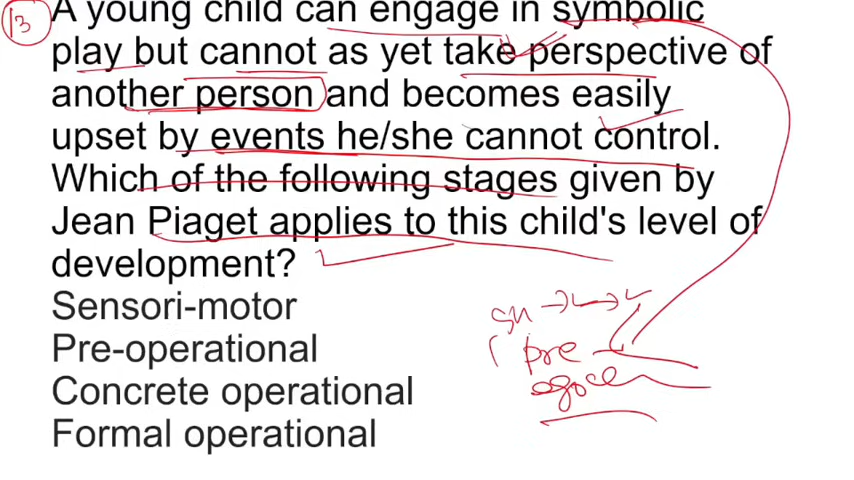 13 A young child can engage in symbolic
play but cannot as yet take perspective of
another person and becomes easily
upset by events he/she cannot control.
Which of the following stages given by
Jean Piaget applies to this child's level of
development?
Sensori-motor
Pre-operational
Concrete operational
Formal operational
pre